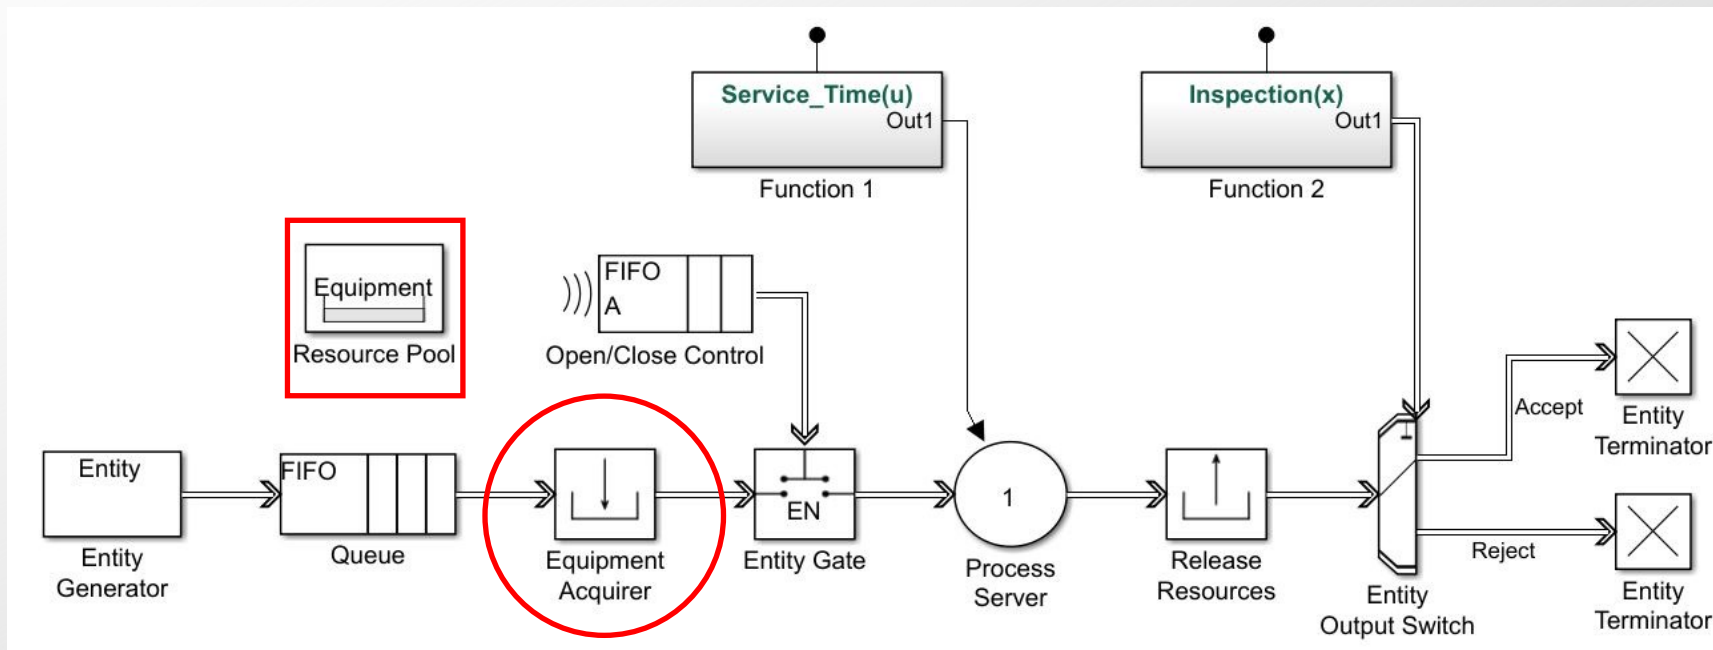 Service_Time(u)
Out1
Function 1
Inspection(x)
Out1
Function 2
Equipment
Resource Pool
FIFO
A
Open/Close Control
Entity
Entity
Generator
FIFO
Queue
Equipment
Acquirer
EN
Entity Gate
1
Process
Server
Release
Resources
Entity
Output Switch
Accept
Reject
Entity
Terminator
Entity
Terminator